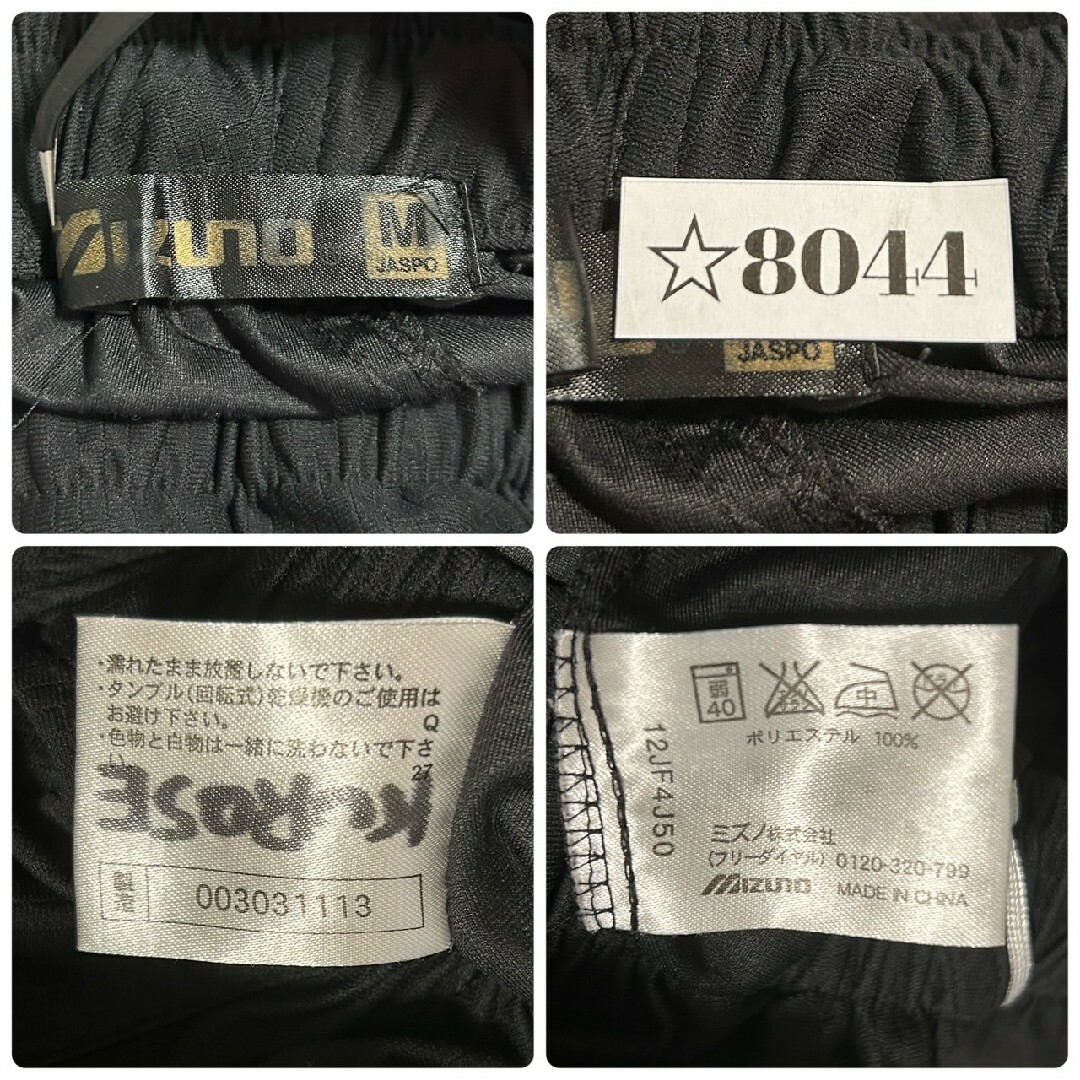 Mizuno M
JASPO
☆8044
JASPO
・濡れたまま放置しないで下さい。
・タンブル(回転式)乾燥機のご使用は
お避け下さい。 Q
・色物と白物は一緒に洗わないで下さ
い 27
KUROSE
製造 003031113
弱
40
中
ポリエステル 100%
12JF4J50
ミズノ株式会社
(フリーダイヤル) 0120-320-799
Mizuno MADE IN CHINA